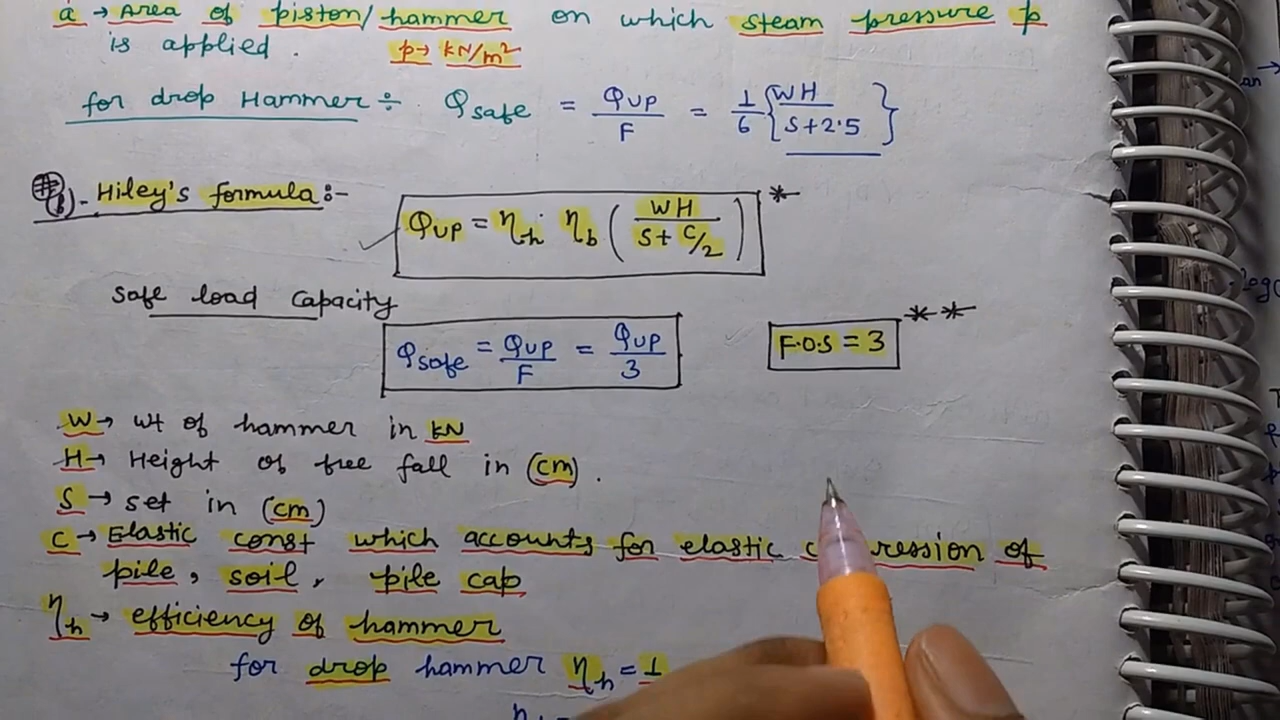 a → Area of piston/hammer on which steam pressure p
is applied. p → kN/m²
for drop Hammer ÷ Qsafe = QUP/F = 1/6 {WH/S+2.5}
Hiley's formula:-
QUP = ηh · ηb (WH/S+C/2) *
Safe load capacity
Qsafe = QUP/F = QUP/3 F.O.S = 3 **
W → wt of hammer in kN
H → Height of free fall in (cm).
S → set in (cm)
C → Elastic const which accounts for elastic of
pile, soil, pile cap
ηh → efficiency of hammer
for drop hammer ηh = 1